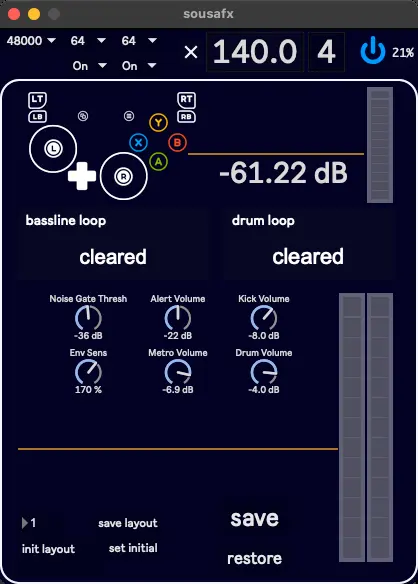 sousafx
48000 64 64
On On
140.0 4 21%
LT RT
LB RB
Y
X B
A
L
R
-61.22 dB
bassline loop drum loop
cleared cleared
Noise Gate Thresh Alert Volume Kick Volume
-36 dB -22 dB -8.0 dB
Env Sens Metro Volume Drum Volume
170 % -6.9 dB -4.0 dB
1 save layout save
init layout set initial restore